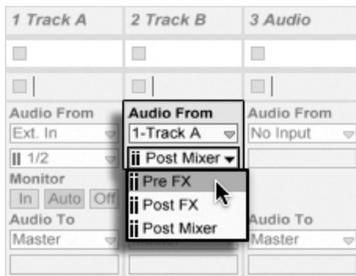 1 Track A 2 Track B 3 Audio
Audio From Audio From Audio From
Ext. In 1-Track A No Input
1/2 Post Mixer
Monitor Pre FX
In Auto Off Post FX
Audio To Post Mixer Audio To
Master Master